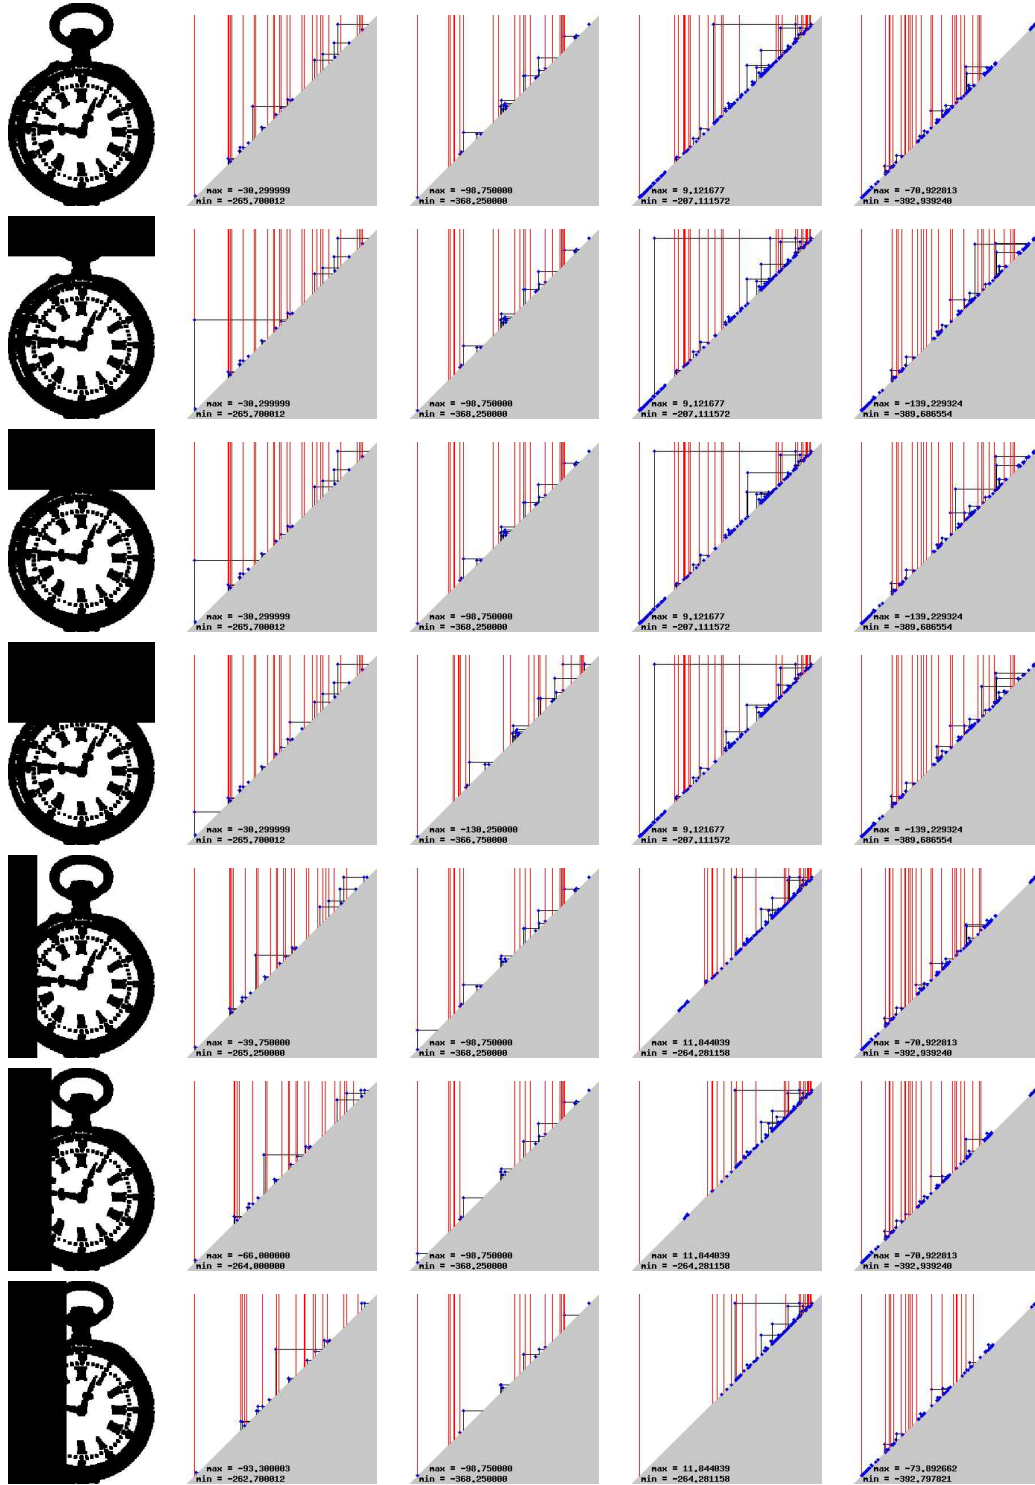 max = -30.299999
min = -265.700012
max = -98.750000
min = -368.250000
max = 9.121677
min = -207.111572
max = -70.922813
min = -392.939240
max = -30.299999
min = -265.700012
max = -98.750000
min = -368.250000
max = 9.121677
min = -207.111572
max = -139.229324
min = -389.686554
max = -30.299999
min = -265.700012
max = -98.750000
min = -368.250000
max = 9.121677
min = -207.111572
max = -139.229324
min = -389.686554
max = -30.299999
min = -265.700012
max = -130.250000
min = -366.750000
max = 9.121677
min = -207.111572
max = -139.229324
min = -389.686554
max = -39.750000
min = -265.250000
max = -98.750000
min = -368.250000
max = 11.844039
min = -264.281158
max = -70.922813
min = -392.939240
max = -66.000000
min = -264.000000
max = -98.750000
min = -368.250000
max = 11.844039
min = -264.281158
max = -70.922813
min = -392.939240
max = -93.300003
min = -262.700012
max = -98.750000
min = -368.250000
max = 11.844039
min = -264.281158
max = -73.892662
min = -392.797821